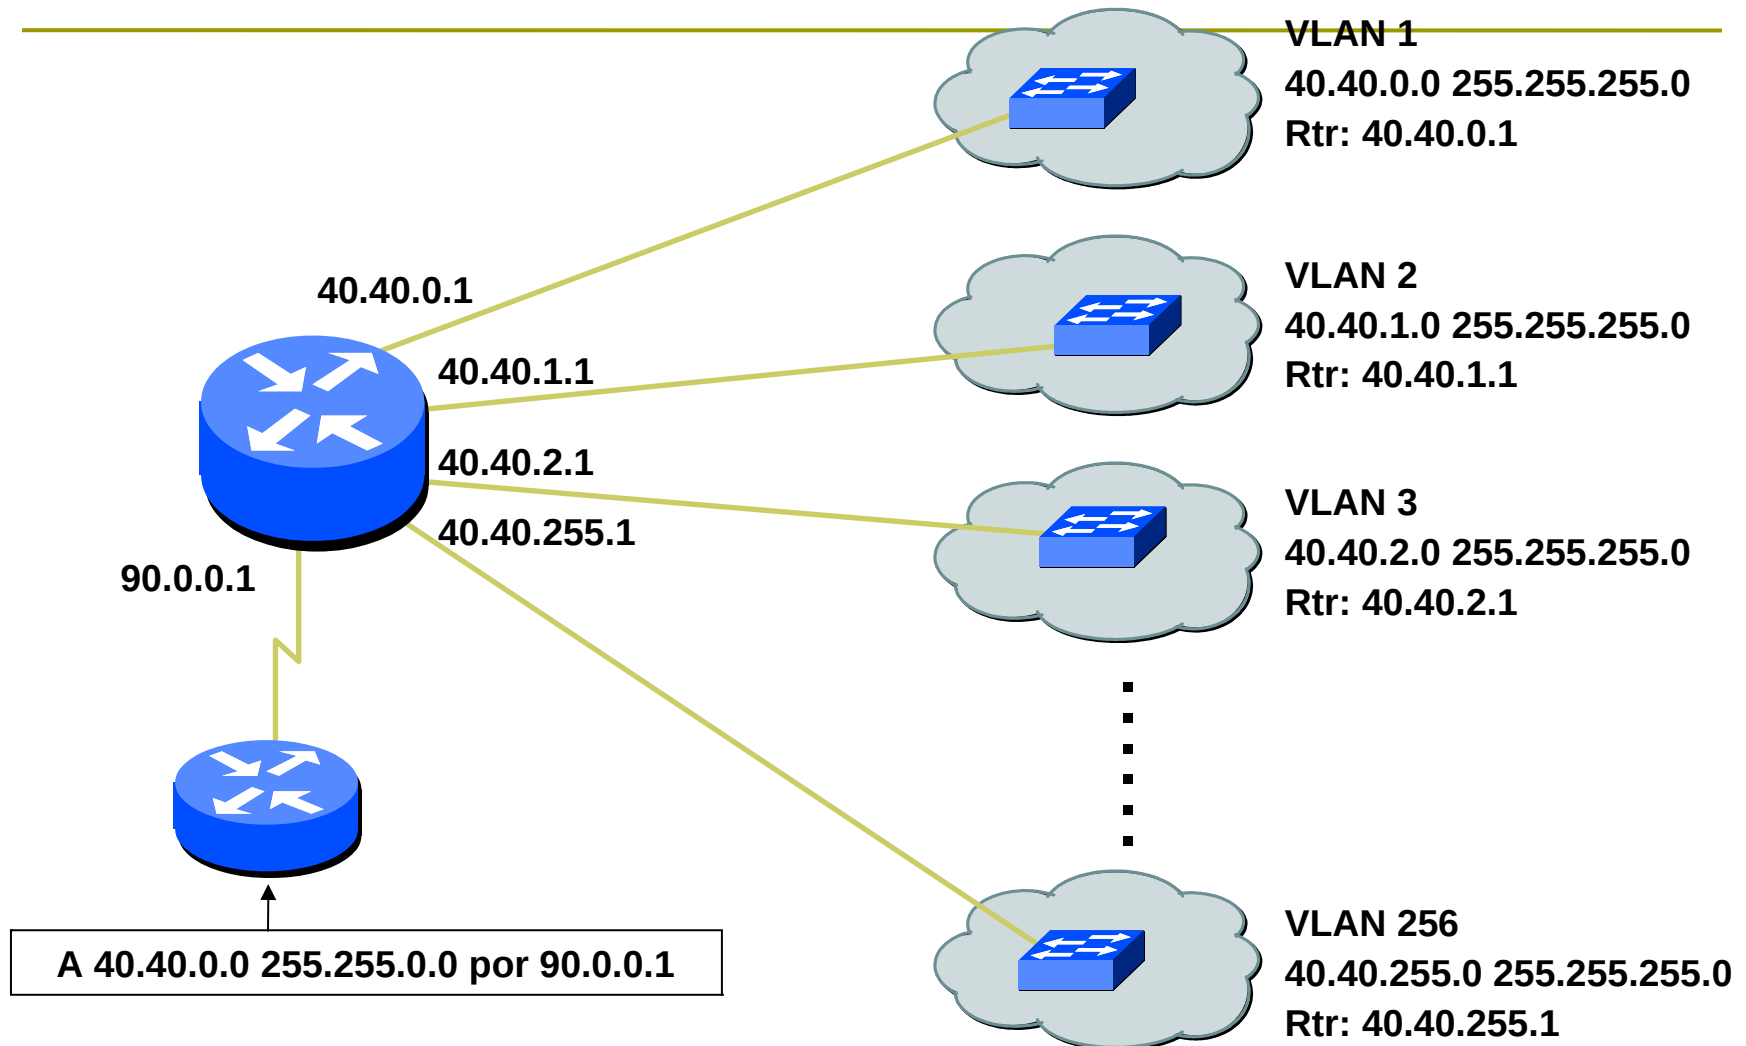 VLAN 1
40.40.0.0 255.255.255.0
Rtr: 40.40.0.1
VLAN 2
40.40.1.0 255.255.255.0
Rtr: 40.40.1.1
VLAN 3
40.40.2.0 255.255.255.0
Rtr: 40.40.2.1
VLAN 256
40.40.255.0 255.255.255.0
Rtr: 40.40.255.1
40.40.0.1
40.40.1.1
40.40.2.1
40.40.255.1
90.0.0.1
A 40.40.0.0 255.255.0.0 por 90.0.0.1